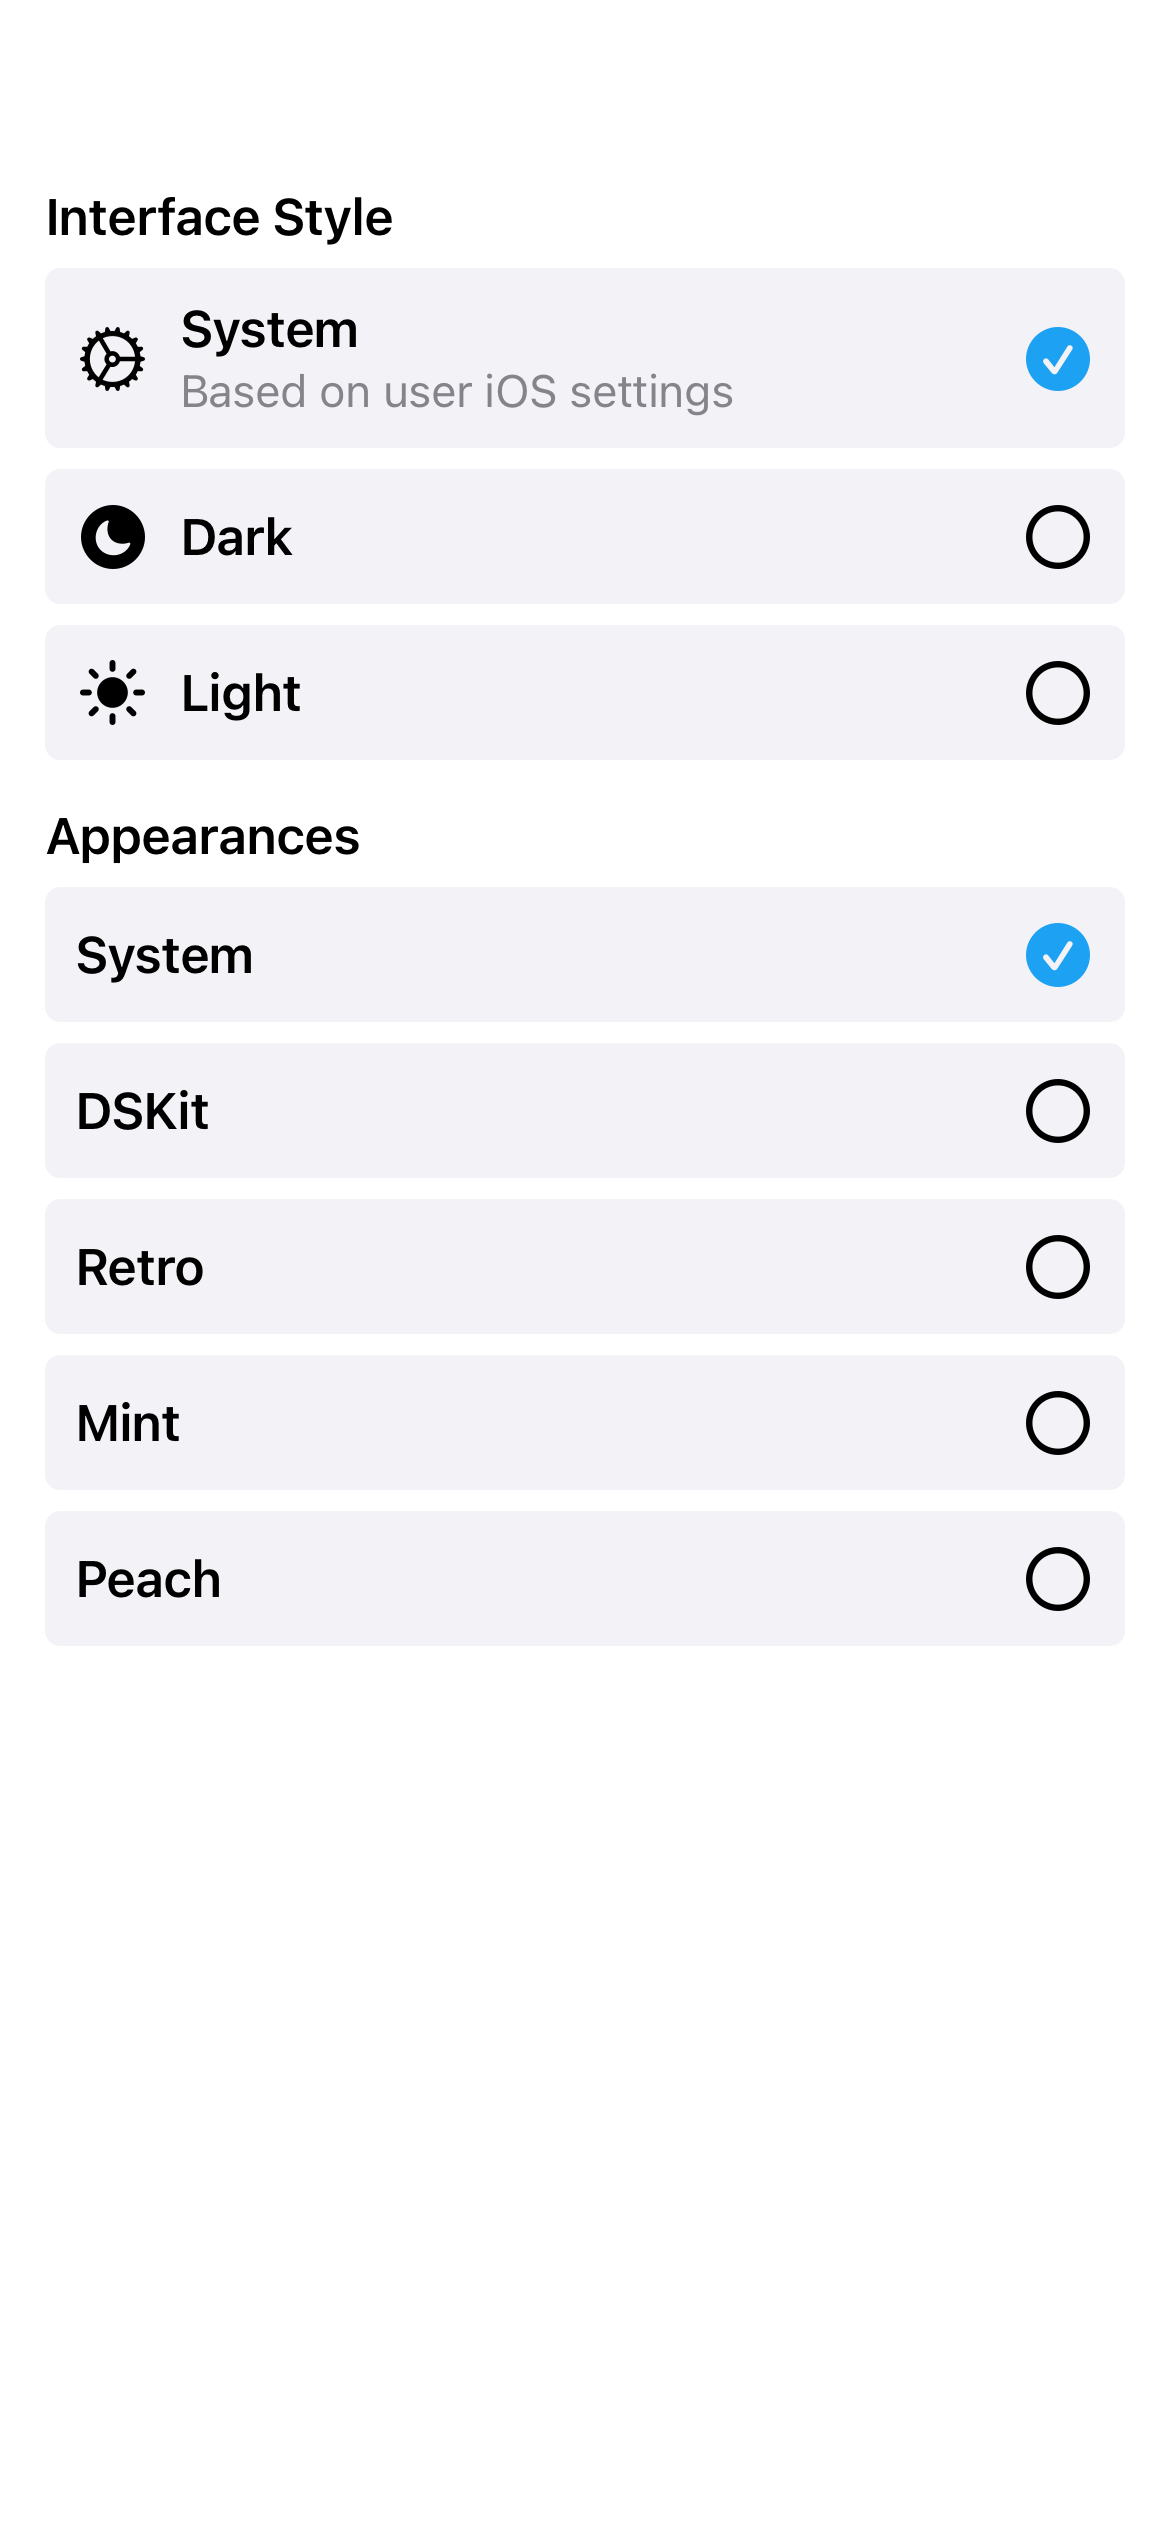 Interface Style
System
Based on user iOS settings
Dark
Light
Appearances
System
DSKit
Retro
Mint
Peach